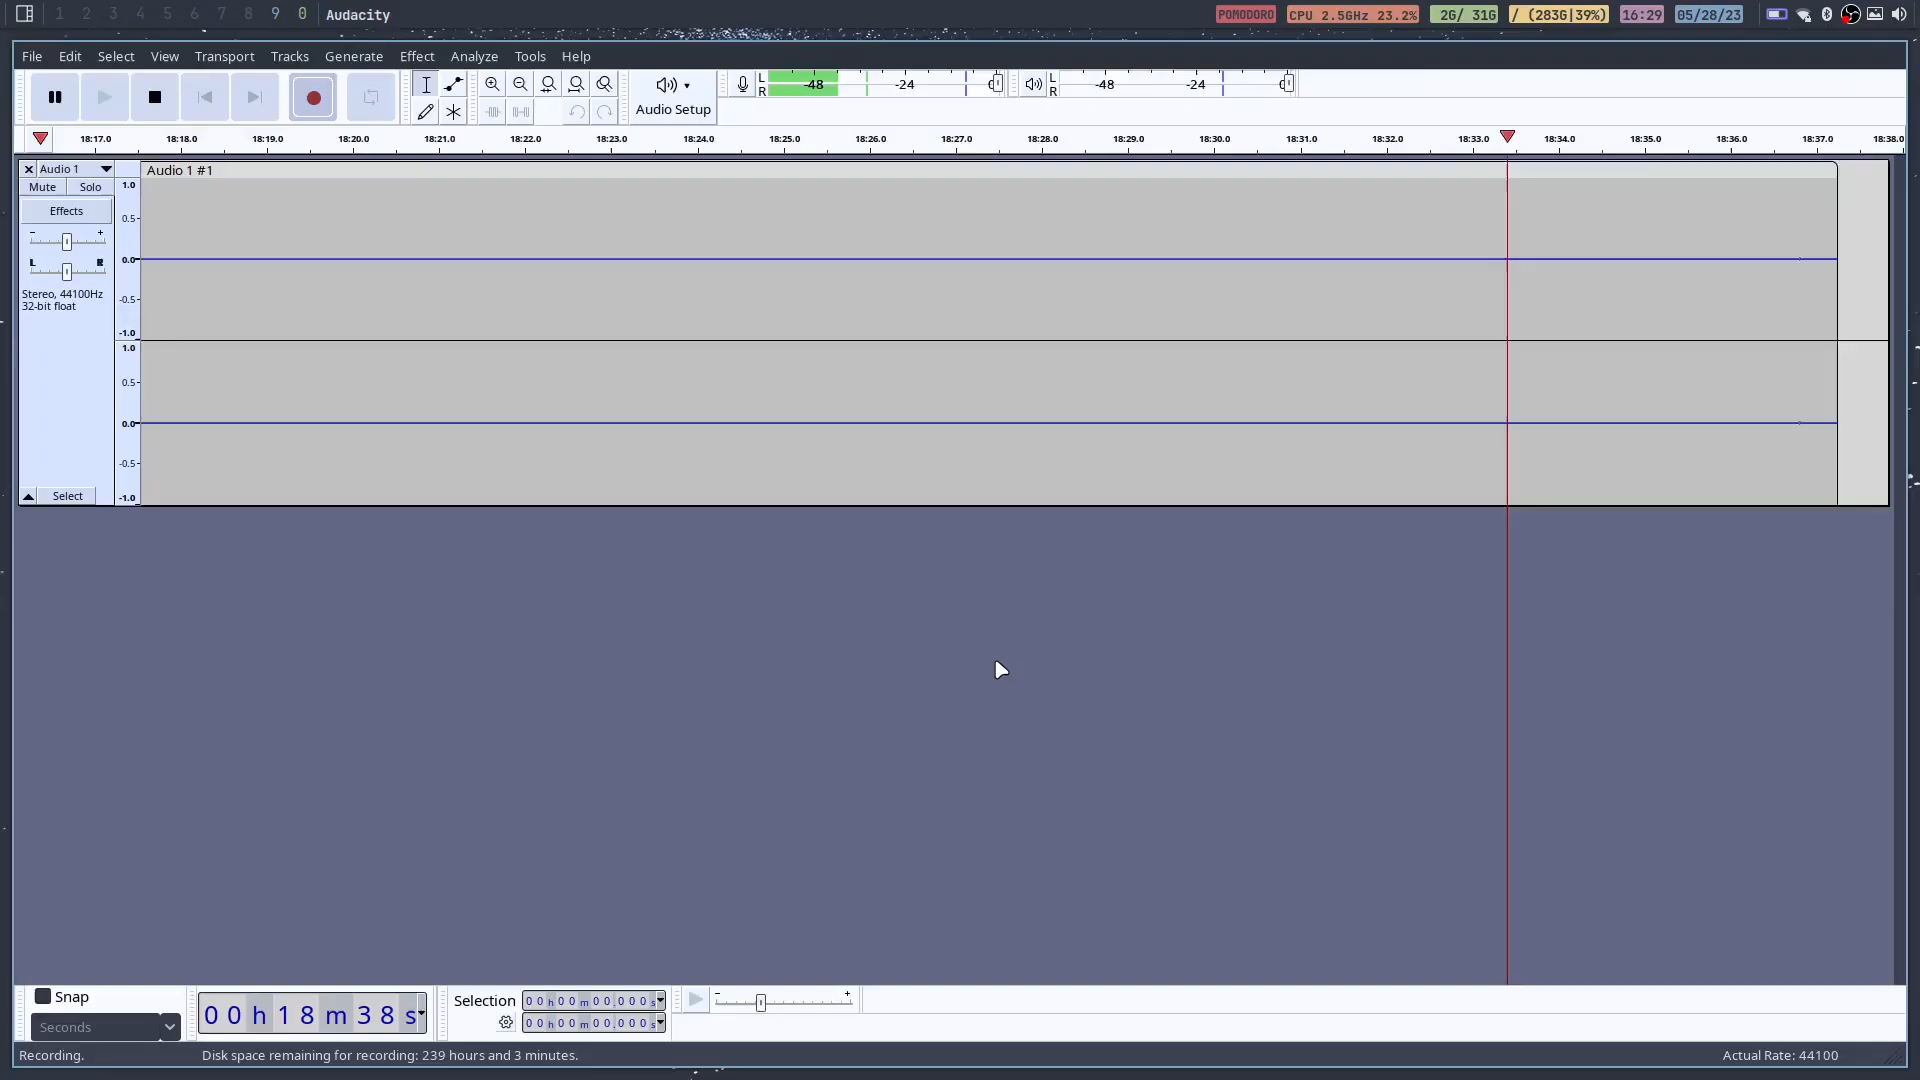 1 2 3 4 5 6 7 8 9 0 Audacity POMODORO CPU 2.5GHz 23.2% 2G/ 31G / (283G|39%) 16:29 05/28/23
File Edit Select View Transport Tracks Generate Effect Analyze Tools Help
L -48 -24 0 L -48 -24 0
R R
Audio Setup
18:17.0 18:18.0 18:19.0 18:20.0 18:21.0 18:22.0 18:23.0 18:24.0 18:25.0 18:26.0 18:27.0 18:28.0 18:29.0 18:30.0 18:31.0 18:32.0 18:33.0 18:34.0 18:35.0 18:36.0 18:37.0 18:38.0
Audio 1 Audio 1 #1
Mute Solo 1.0
Effects 0.5
- +
L R 0.0
Stereo, 44100Hz -0.5
32-bit float
-1.0
1.0
0.5
0.0
-0.5
Select -1.0
Snap Selection 00h00m00.000s - +
00h18m38s
Seconds 00h00m00.000s
Recording. Disk space remaining for recording: 239 hours and 3 minutes. Actual Rate: 44100